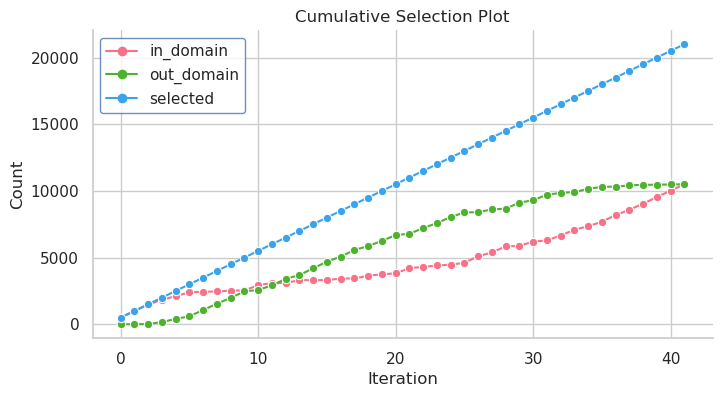 Cumulative Selection Plot
in_domain
out_domain
selected
Count
20000
15000
10000
5000
0
0 10 20 30 40
Iteration